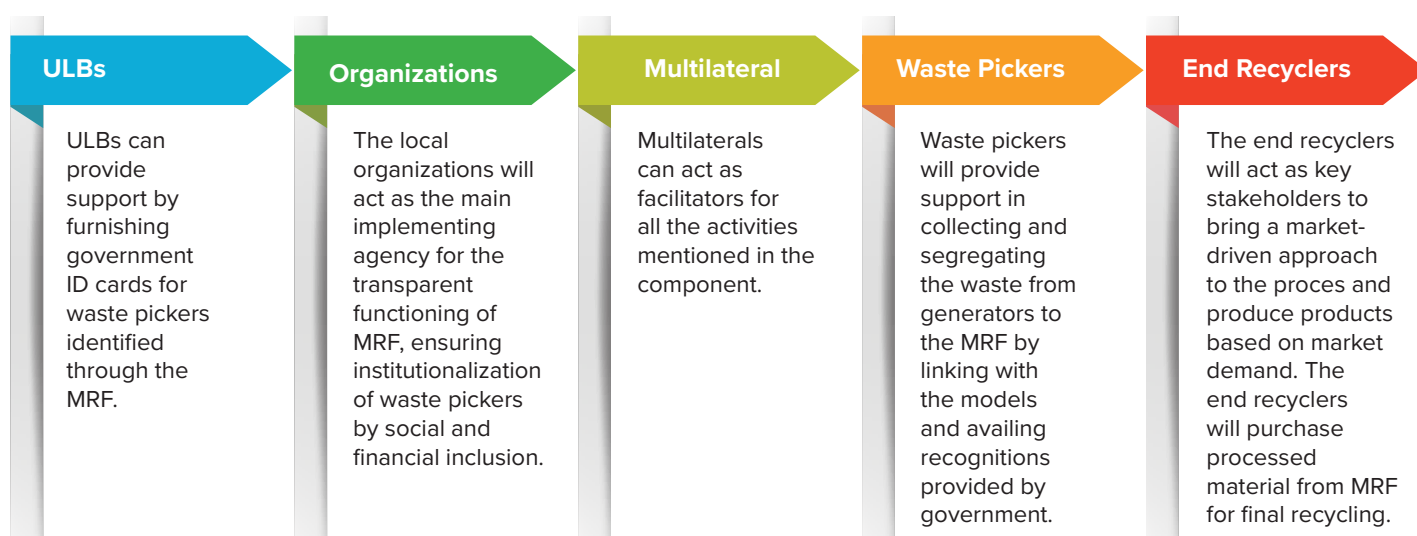 ULBs
ULBs can
provide
support by
furnishing
government
ID cards for
waste pickers
identified
through the
MRF.
Organizations
The local
organizations will
act as the main
implementing
agency for the
transparent
functioning of
MRF, ensuring
institutionalization
of waste pickers
by social and
financial inclusion.
Multilateral
Multilaterals
can act as
facilitators for
all the activities
mentioned in the
component.
Waste Pickers
Waste pickers
will provide
support in
collecting and
segregating
the waste from
generators to
the MRF by
linking with
the models
and availing
recognitions
provided by
government.
End Recyclers
The end recyclers
will act as key
stakeholders to
bring a market-
driven approach
to the proces and
produce products
based on market
demand. The
end recyclers
will purchase
processed
material from MRF
for final recycling.